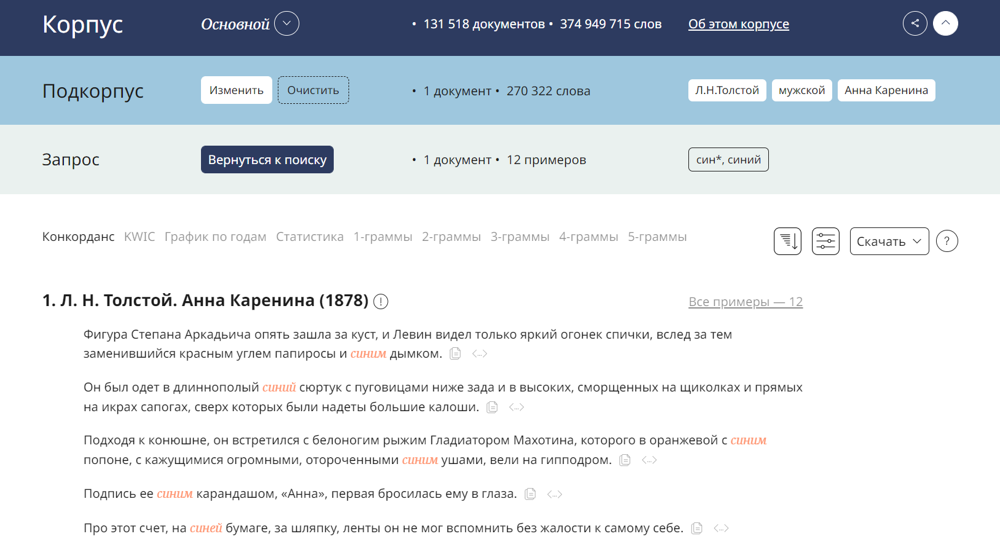 Корпус
Основной
• 131 518 документов • 374 949 715 слов
Об этом корпусе
Подкорпус
Изменить
Очистить
• 1 документ • 270 322 слова
Л.Н.Толстой
мужской
Анна Каренина
Запрос
Вернуться к поиску
• 1 документ • 12 примеров
син*, синий
Конкорданс KWIC График по годам Статистика 1-граммы 2-граммы 3-граммы 4-граммы 5-граммы
Скачать
?
1. Л. Н. Толстой. Анна Каренина (1878)
Все примеры — 12
Фигура Степана Аркадьича опять зашла за куст, и Левин видел только яркий огонек спички, вслед за тем
заменившийся красным углем папиросы и синим дымком. <...>
Он был одет в длиннополый синий сюртук с пуговицами ниже зада и в высоких, сморщенных на щиколках и прямых
на икрах сапогах, сверх которых были надеты большие калоши. <...>
Подходя к конюшне, он встретился с белоногим рыжим Гладиатором Махотина, которого в оранжевой с синим
попоне, с кажущимися огромными, отороченными синим ушами, вели на гипподром. <...>
Подпись ее синим карандашом, «Анна», первая бросилась ему в глаза. <...>
Про этот счет, на синей бумаге, за шляпку, ленты он не мог вспомнить без жалости к самому себе. <...>